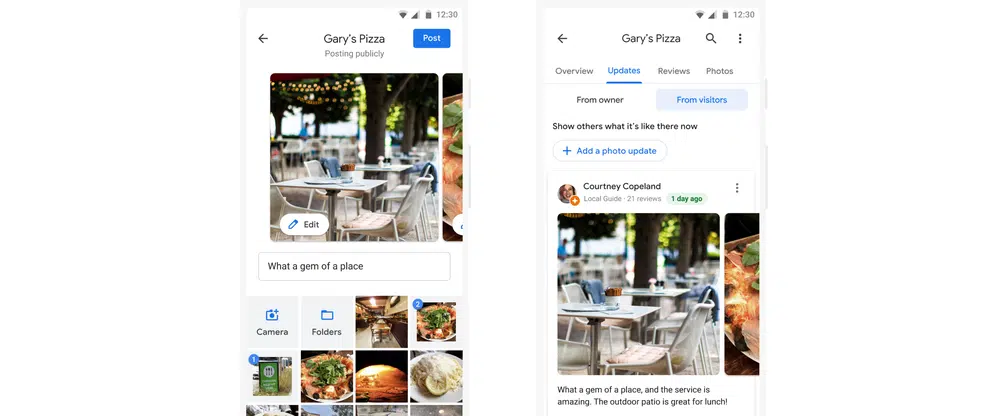 12:30
Gary's Pizza
Post
Posting publicly
Edit
What a gem of a place
Camera
Folders
2
1
12:30
Gary's Pizza
Overview
Updates
Reviews
Photos
From owner
From visitors
Show others what it's like there now
Add a photo update
Courtney Copeland
Local Guide · 21 reviews
1 day ago
What a gem of a place, and the service is
amazing. The outdoor patio is great for lunch!